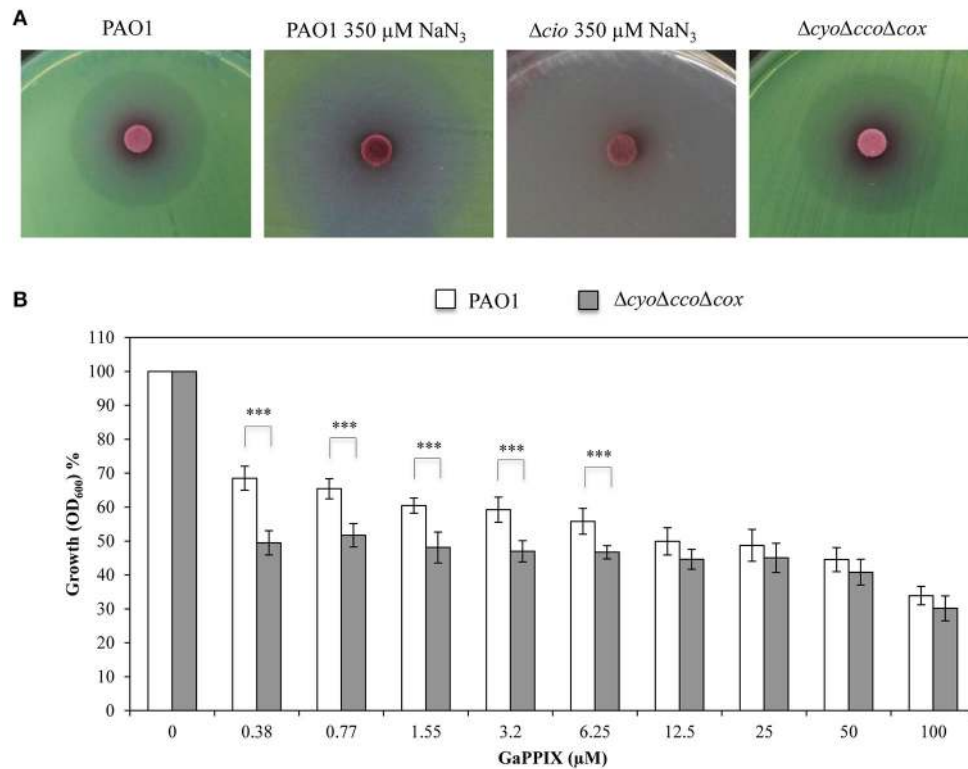 A
PAO1 PAO1 350 µM NaN₃ Δcio 350 µM NaN₃ ΔcyoΔccoΔcox
B
PAO1 ΔcyoΔccoΔcox
110
100
90
80
70
60
50
40
30
20
10
0
Growth (OD₆₀₀) %
*** *** *** *** ***
0 0.38 0.77 1.55 3.2 6.25 12.5 25 50 100
GaPPIX (µM)